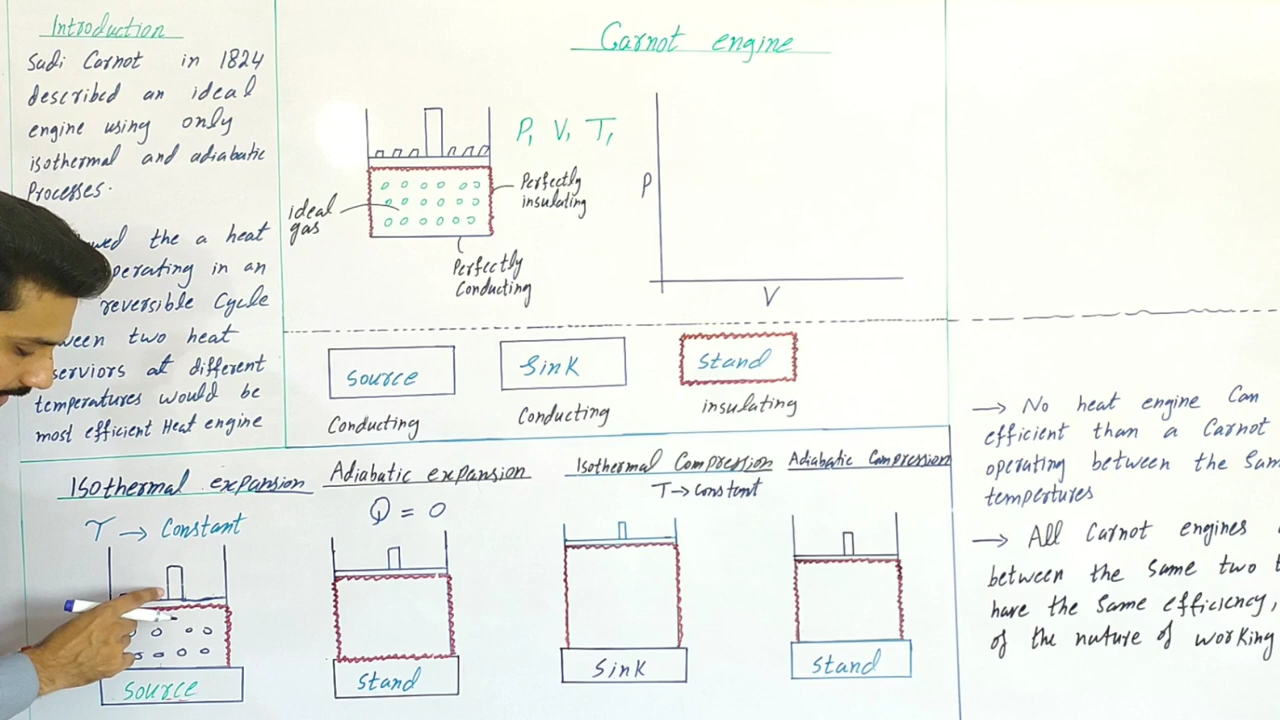 Introduction
Sadi Carnot in 1824
described an ideal
engine using only
isothermal and adiabatic
Processes.
the a heat
in an
reversible Cycle
two heat
at different
temperatures would be
most efficient Heat engine
Carnot engine
P1 V1 T1
ideal
gas
Perfectly
insulating
Perfectly
Conducting
P
V
Source
Conducting
Sink
Conducting
Stand
insulating
Isothermal expansion
T → Constant
Source
Adiabatic expansion
Q = 0
Stand
Isothermal Compression
T → Constant
Sink
Adiabatic Compression
Stand
→ No heat engine Can
efficient than a Carnot
operating between the
tempertures
→ All Carnot engines
between the Same two
have the Same efficiency,
of the nature of working